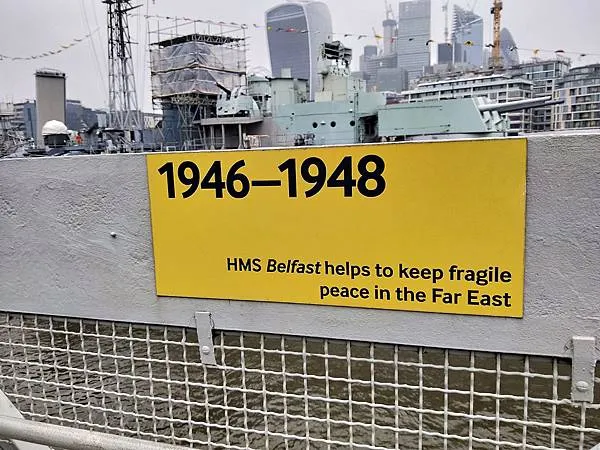 1946–1948
HMS Belfast helps to keep fragile
peace in the Far East